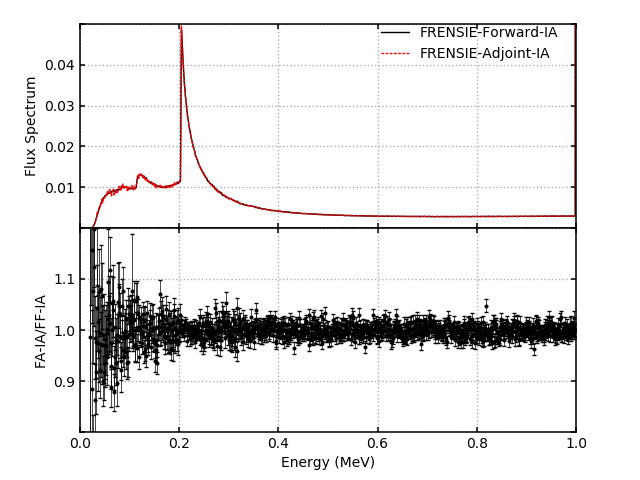 FRENSIE-Forward-IA
FRENSIE-Adjoint-IA
0.04
0.03
0.02
0.01
Flux Spectrum
1.1
1.0
0.9
FA-IA/FF-IA
0.0 0.2 0.4 0.6 0.8 1.0
Energy (MeV)